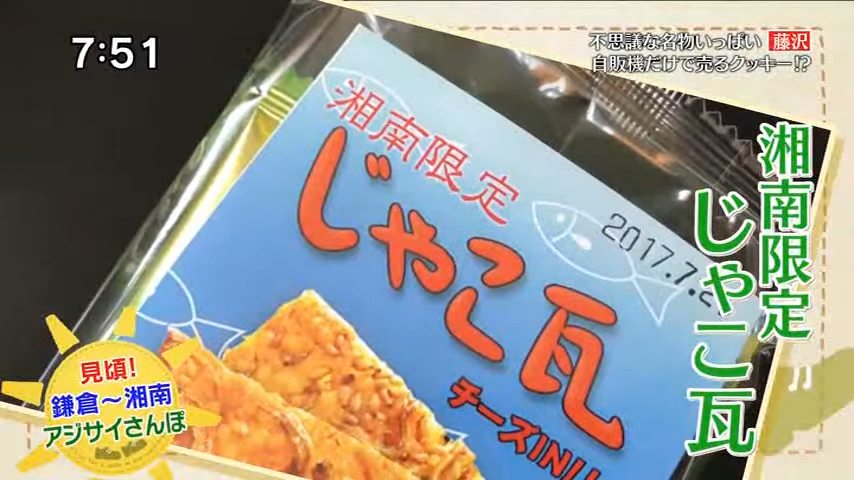 7:51
不思議な名物いっぱい 藤沢
自販機だけで売るクッキー!?
湘南限定
じゃこ瓦
湘南限定
じゃこ瓦
2017.7.2
チーズIN!!
見頃!
鎌倉~湘南
アジサイさんぽ